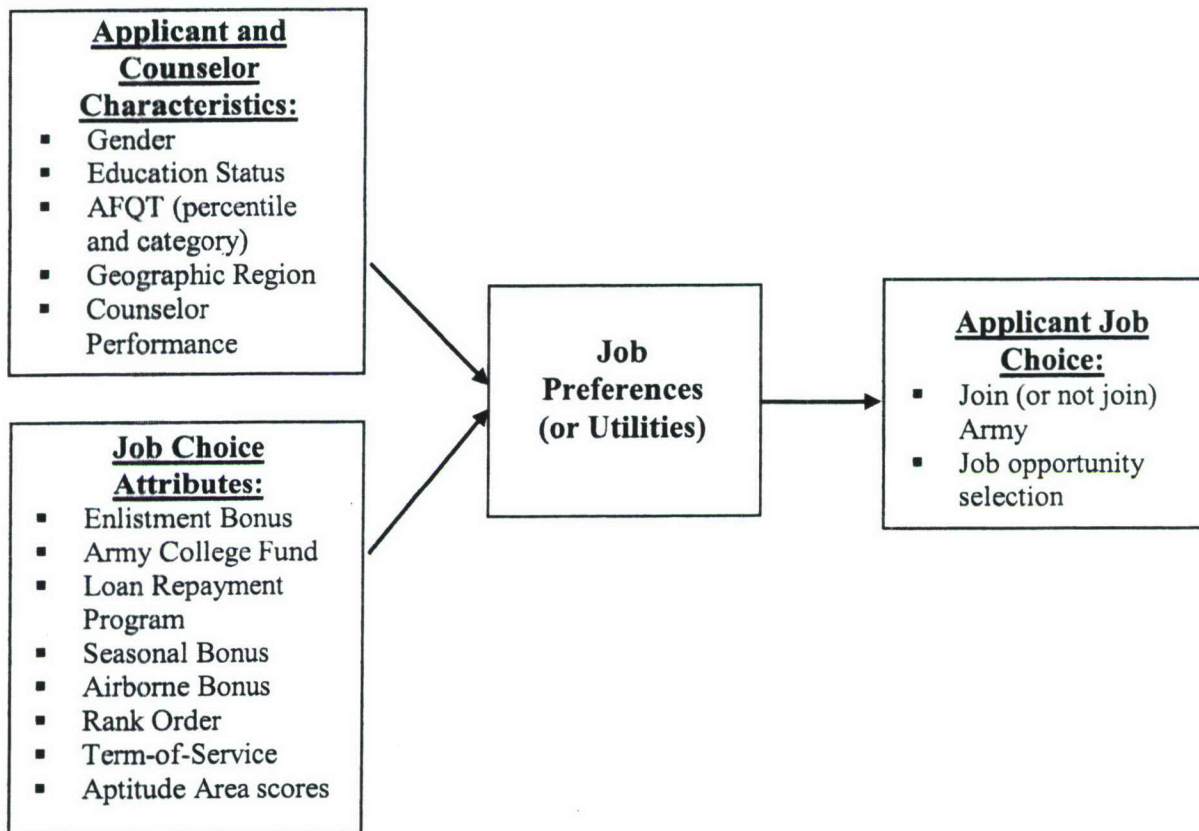 Applicant and
Counselor
Characteristics:
▪ Gender
▪ Education Status
▪ AFQT (percentile
and category)
▪ Geographic Region
▪ Counselor
Performance
Job Choice
Attributes:
▪ Enlistment Bonus
▪ Army College Fund
▪ Loan Repayment
Program
▪ Seasonal Bonus
▪ Airborne Bonus
▪ Rank Order
▪ Term-of-Service
▪ Aptitude Area scores
Job
Preferences
(or Utilities)
Applicant Job
Choice:
▪ Join (or not join)
Army
▪ Job opportunity
selection